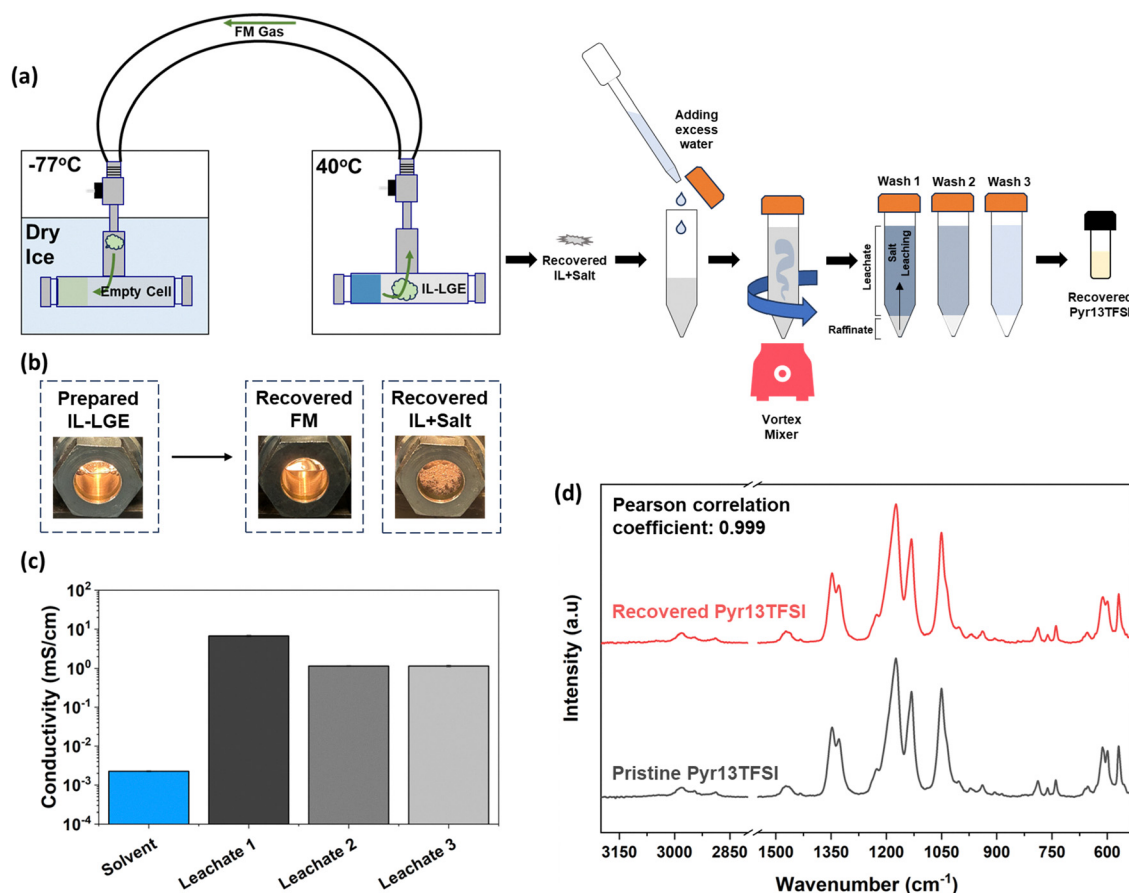 (a)
FM Gas
-77°C
Dry
Ice
Empty Cell
40°C
IL-LGE
Recovered
IL+Salt
Adding
excess
water
Vortex
Mixer
Wash 1
Wash 2
Wash 3
Leachate
Salt
Leaching
Raffinate
Recovered
Pyr13TFSI
(b)
Prepared
IL-LGE
Recovered
FM
Recovered
IL+Salt
(c)
Conductivity (mS/cm)
10²
10¹
10⁰
10⁻¹
10⁻²
10⁻³
10⁻⁴
Solvent
Leachate 1
Leachate 2
Leachate 3
(d)
Pearson correlation
coefficient: 0.999
Recovered Pyr13TFSI
Pristine Pyr13TFSI
Intensity (a.u)
3150 3000 2850 1500 1350 1200 1050 900 750 600
Wavenumber (cm⁻¹)